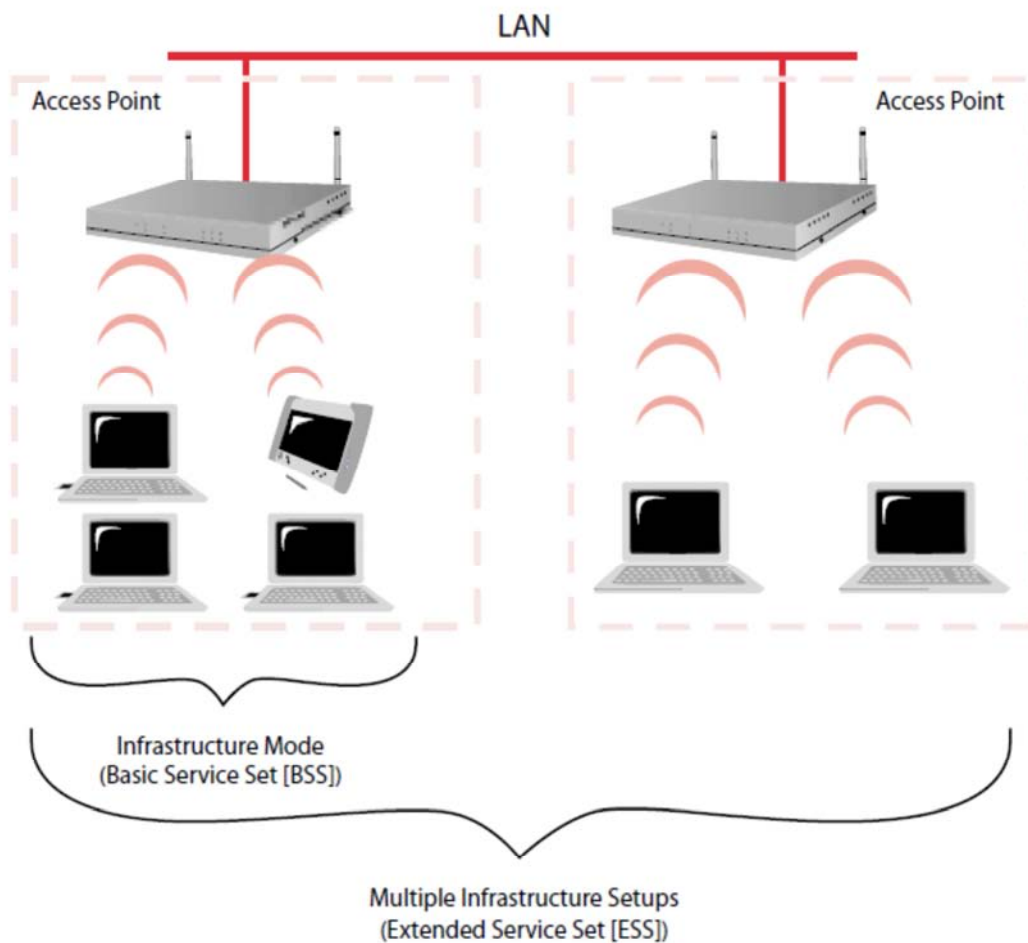 LAN
Access Point
Access Point
Infrastructure Mode
(Basic Service Set [BSS])
Multiple Infrastructure Setups
(Extended Service Set [ESS])